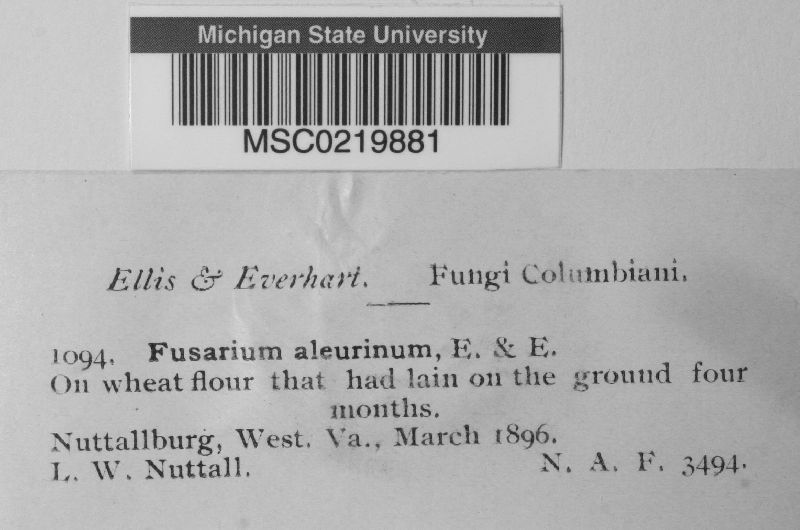 Michigan State University
MSC0219881
Ellis & Everhart. Fungi Columbiani.
1094. Fusarium aleurinum, E. & E.
On wheat flour that had lain on the ground four
months.
Nuttallburg, West. Va., March 1896.
L. W. Nuttall. N. A. F. 3494.